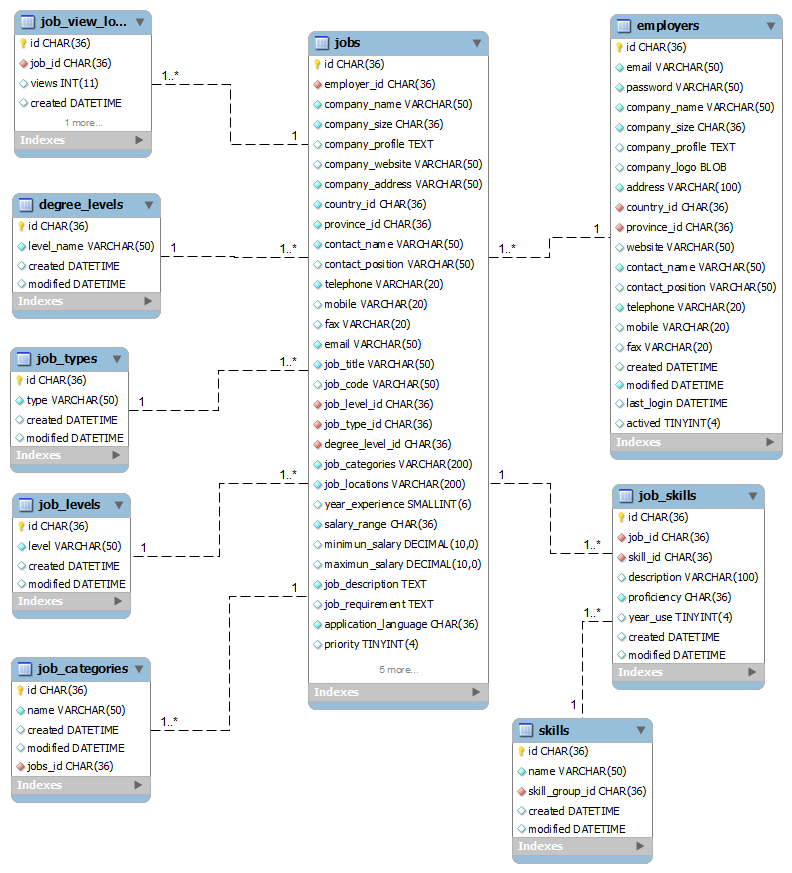 job_view_lo...
id CHAR(36)
job_id CHAR(36)
views INT(11)
created DATETIME
1 more...
Indexes
degree_levels
id CHAR(36)
level_name VARCHAR(50)
created DATETIME
modified DATETIME
Indexes
job_types
id CHAR(36)
type VARCHAR(50)
created DATETIME
modified DATETIME
Indexes
job_levels
id CHAR(36)
level VARCHAR(50)
created DATETIME
modified DATETIME
Indexes
job_categories
id CHAR(36)
name VARCHAR(50)
created DATETIME
modified DATETIME
jobs_id CHAR(36)
Indexes
1..*
1
1
1..*
1
1..*
1
1..*
1..*
1
jobs
id CHAR(36)
employer_id CHAR(36)
company_name VARCHAR(50)
company_size CHAR(36)
company_profile TEXT
company_website VARCHAR(50)
company_address VARCHAR(50)
country_id CHAR(36)
province_id CHAR(36)
contact_name VARCHAR(50)
contact_position VARCHAR(50)
telephone VARCHAR(20)
mobile VARCHAR(20)
fax VARCHAR(20)
email VARCHAR(50)
job_title VARCHAR(50)
job_code VARCHAR(50)
job_level_id CHAR(36)
job_type_id CHAR(36)
degree_level_id CHAR(36)
job_categories VARCHAR(200)
job_locations VARCHAR(200)
year_experience SMALLINT(6)
salary_range CHAR(36)
minimun_salary DECIMAL(10,0)
maximun_salary DECIMAL(10,0)
job_description TEXT
job_requirement TEXT
application_language CHAR(36)
priority TINYINT(4)
5 more...
Indexes
1..*
1
1
1..*
1..*
1
employers
id CHAR(36)
email VARCHAR(50)
password VARCHAR(50)
company_name VARCHAR(50)
company_size CHAR(36)
company_profile TEXT
company_logo BLOB
address VARCHAR(100)
country_id CHAR(36)
province_id CHAR(36)
website VARCHAR(50)
contact_name VARCHAR(50)
contact_position VARCHAR(50)
telephone VARCHAR(20)
mobile VARCHAR(20)
fax VARCHAR(20)
created DATETIME
modified DATETIME
last_login DATETIME
actived TINYINT(4)
Indexes
job_skills
id CHAR(36)
job_id CHAR(36)
skill_id CHAR(36)
description VARCHAR(100)
proficiency CHAR(36)
year_use TINYINT(4)
created DATETIME
modified DATETIME
Indexes
skills
id CHAR(36)
name VARCHAR(50)
skill_group_id CHAR(36)
created DATETIME
modified DATETIME
Indexes